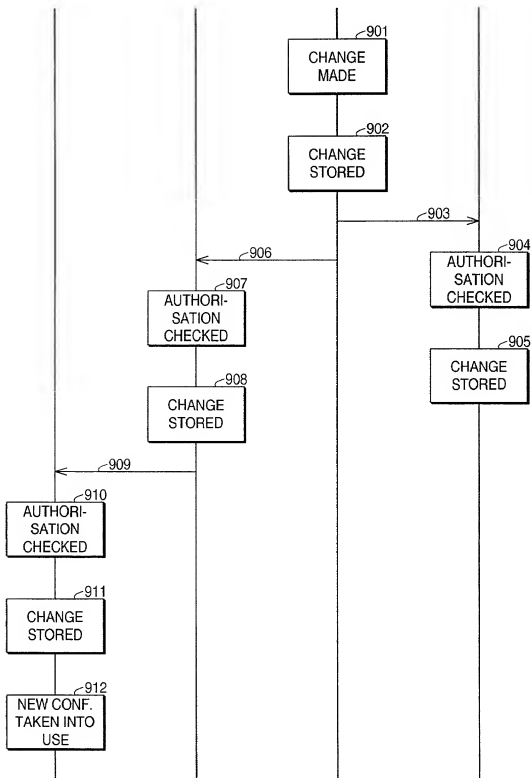 901
CHANGE
MADE
902
CHANGE
STORED
903
904
AUTHORI-
SATION
CHECKED
905
CHANGE
STORED
906
907
AUTHORI-
SATION
CHECKED
908
CHANGE
STORED
909
910
AUTHORI-
SATION
CHECKED
911
CHANGE
STORED
912
NEW CONF.
TAKEN INTO
USE